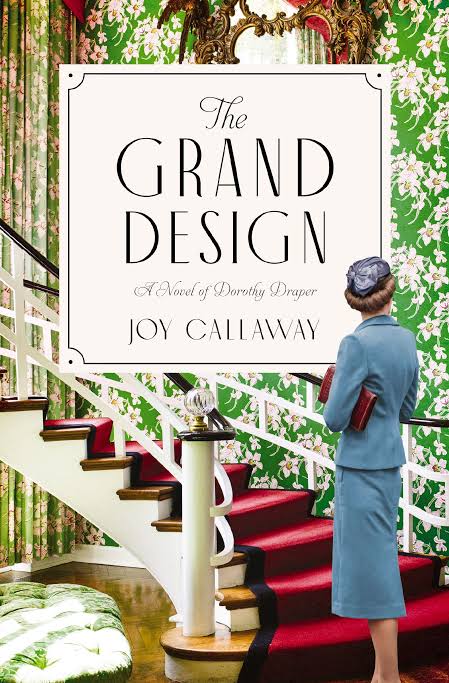 The
GRAND
DESIGN
A Novel of Dorothy Draper
JOY CALLAWAY